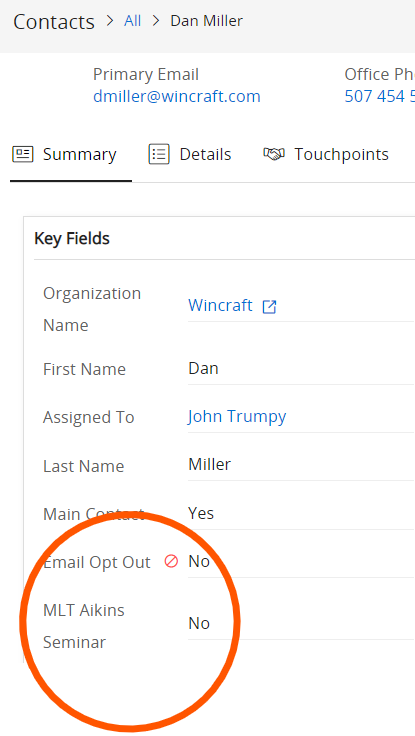 Contacts > All > Dan Miller
Primary Email Office Ph
dmiller@wincraft.com 507 454 5
Summary Details Touchpoints
Key Fields
Organization
Name
Wincraft
First Name Dan
Assigned To John Trumpy
Last Name Miller
Main Contact Yes
Email Opt Out No
MLT Aikins
Seminar
No